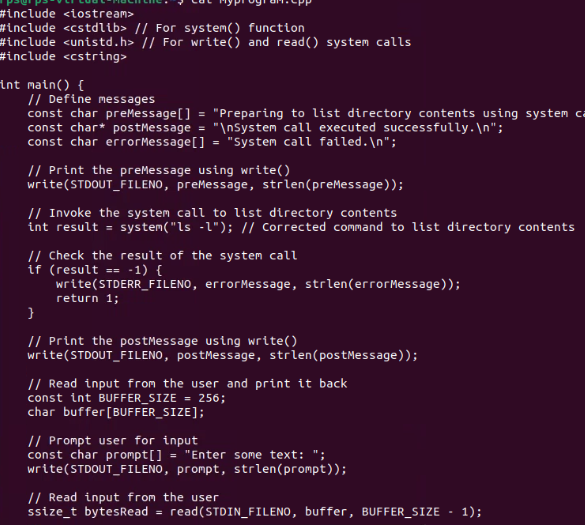 rps@rps-virtual-machine:~$ cat Myprogram.cpp
#include <iostream>
#include <cstdlib> // For system() function
#include <unistd.h> // For write() and read() system calls
#include <cstring>

int main() {
    // Define messages
    const char preMessage[] = "Preparing to list directory contents using system ca
    const char* postMessage = "\nSystem call executed successfully.\n";
    const char errorMessage[] = "System call failed.\n";

    // Print the preMessage using write()
    write(STDOUT_FILENO, preMessage, strlen(preMessage));

    // Invoke the system call to list directory contents
    int result = system("ls -l"); // Corrected command to list directory contents

    // Check the result of the system call
    if (result == -1) {
        write(STDERR_FILENO, errorMessage, strlen(errorMessage));
        return 1;
    }

    // Print the postMessage using write()
    write(STDOUT_FILENO, postMessage, strlen(postMessage));

    // Read input from the user and print it back
    const int BUFFER_SIZE = 256;
    char buffer[BUFFER_SIZE];

    // Prompt user for input
    const char prompt[] = "Enter some text: ";
    write(STDOUT_FILENO, prompt, strlen(prompt));

    // Read input from the user
    ssize_t bytesRead = read(STDIN_FILENO, buffer, BUFFER_SIZE - 1);